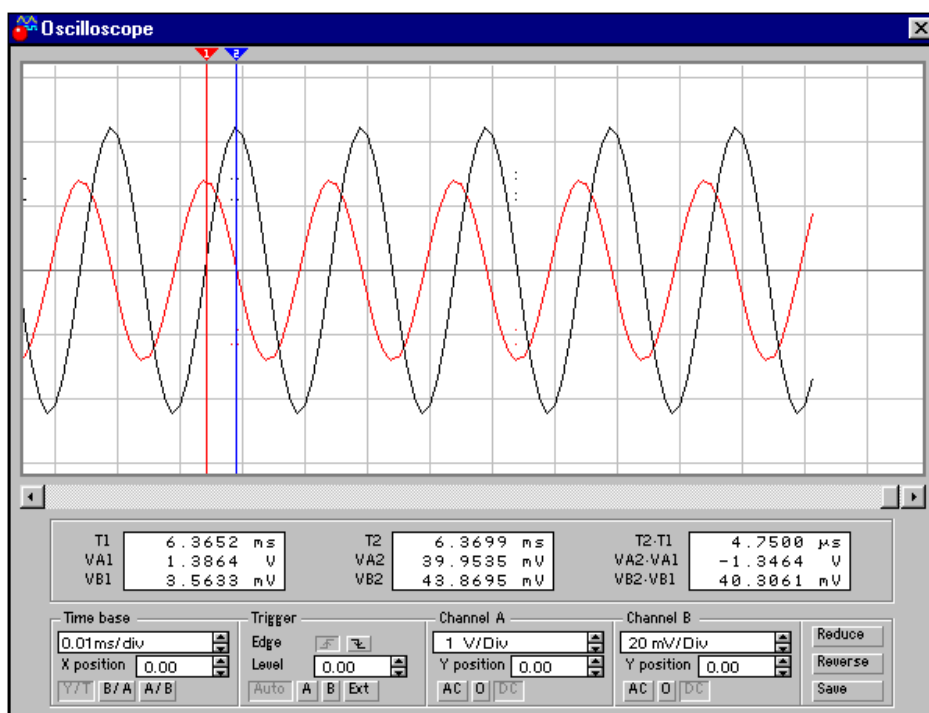 Oscilloscope
1 2
T1 6.3652 ms T2 6.3699 ms T2-T1 4.7500 µs
VA1 1.3864 V VA2 39.9535 mV VA2-VA1 -1.3464 V
VB1 3.5633 mV VB2 43.8695 mV VB2-VB1 40.3061 mV
Time base Trigger Channel A Channel B
0.01ms/div Edge 1 V/Div 20 mV/Div Reduce
X position 0.00 Level 0.00 Y position 0.00 Y position 0.00 Reverse
Y/T B/A A/B Auto A B Ext AC 0 DC AC 0 DC Save